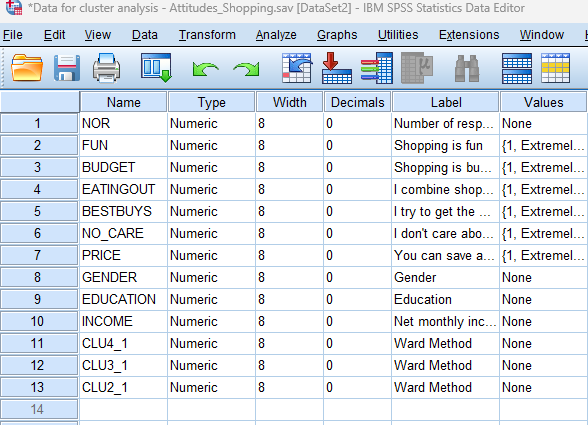 *Data for cluster analysis - Attitudes_Shopping.sav [DataSet2] - IBM SPSS Statistics Data Editor
File Edit View Data Transform Analyze Graphs Utilities Extensions Window
Name Type Width Decimals Label Values
1 NOR Numeric 8 0 Number of resp... None
2 FUN Numeric 8 0 Shopping is fun {1, Extremel...
3 BUDGET Numeric 8 0 Shopping is bu... {1, Extremel...
4 EATINGOUT Numeric 8 0 I combine shop... {1, Extremel...
5 BESTBUYS Numeric 8 0 I try to get the ... {1, Extremel...
6 NO_CARE Numeric 8 0 I don't care abo... {1, Extremel...
7 PRICE Numeric 8 0 You can save a... {1, Extremel...
8 GENDER Numeric 8 0 Gender None
9 EDUCATION Numeric 8 0 Education None
10 INCOME Numeric 8 0 Net monthly inc... None
11 CLU4_1 Numeric 8 0 Ward Method None
12 CLU3_1 Numeric 8 0 Ward Method None
13 CLU2_1 Numeric 8 0 Ward Method None
14